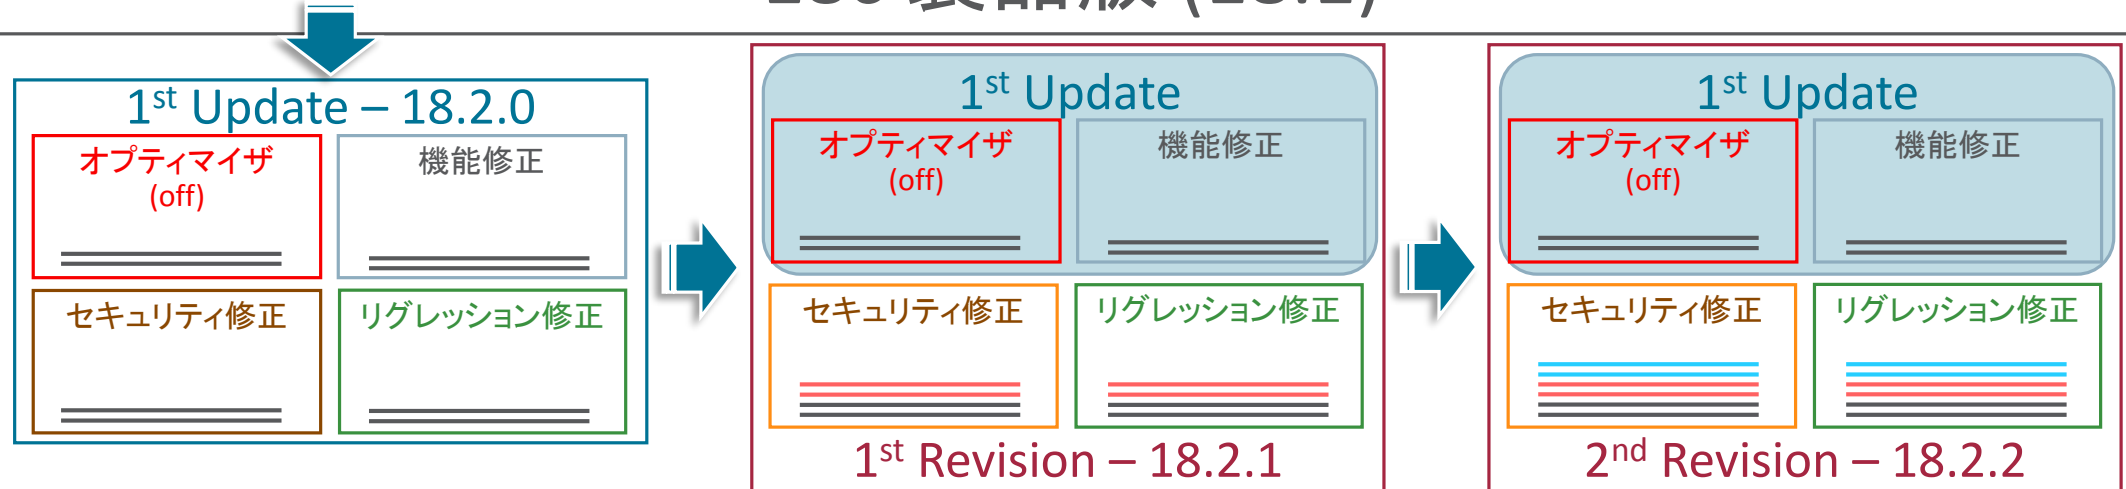 1st Update – 18.2.0
オプティマイザ
(off)
機能修正
セキュリティ修正
リグレッション修正
1st Update
オプティマイザ
(off)
機能修正
セキュリティ修正
リグレッション修正
1st Revision – 18.2.1
1st Update
オプティマイザ
(off)
機能修正
セキュリティ修正
リグレッション修正
2nd Revision – 18.2.2